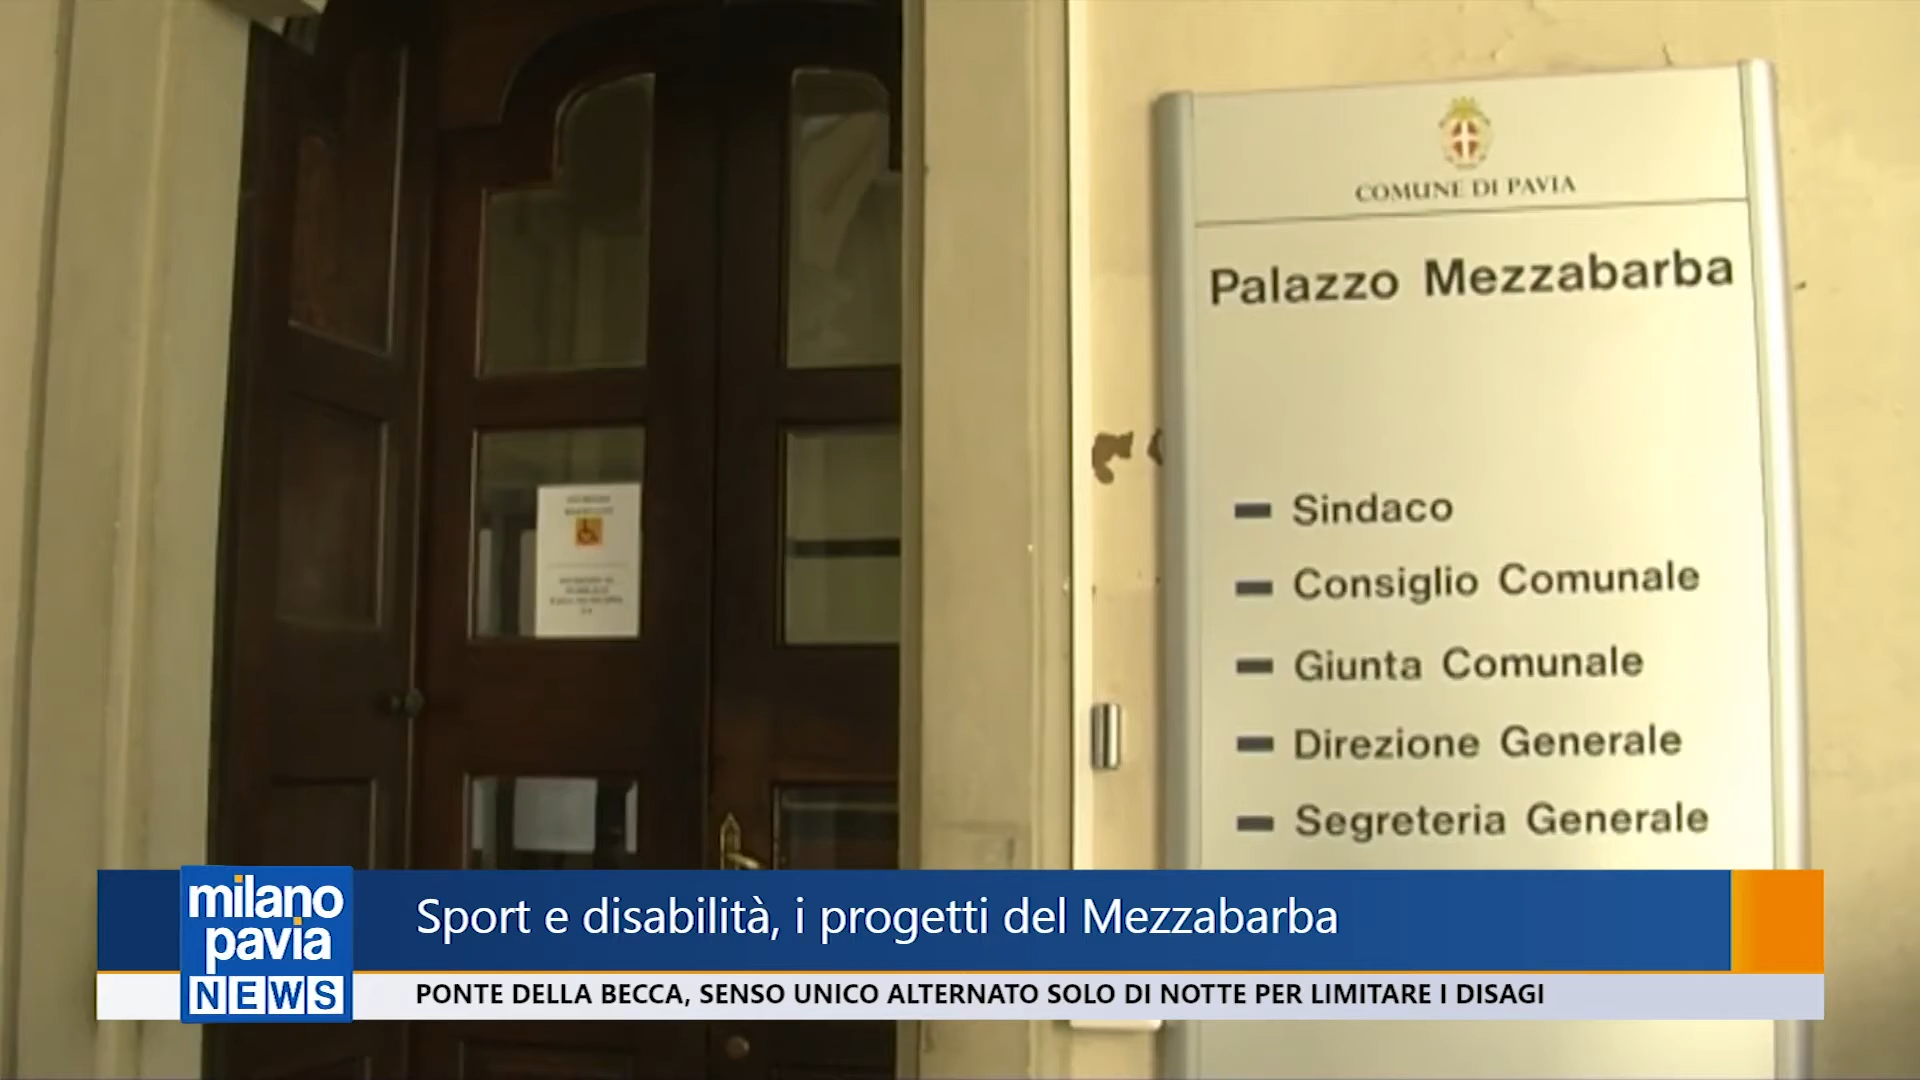 COMUNE DI PAVIA
Palazzo Mezzabarba
Sindaco
Consiglio Comunale
Giunta Comunale
Direzione Generale
Segreteria Generale
milano
pavia
NEWS
Sport e disabilità, i progetti del Mezzabarba
PONTE DELLA BECCA, SENSO UNICO ALTERNATO SOLO DI NOTTE PER LIMITARE I DISAGI